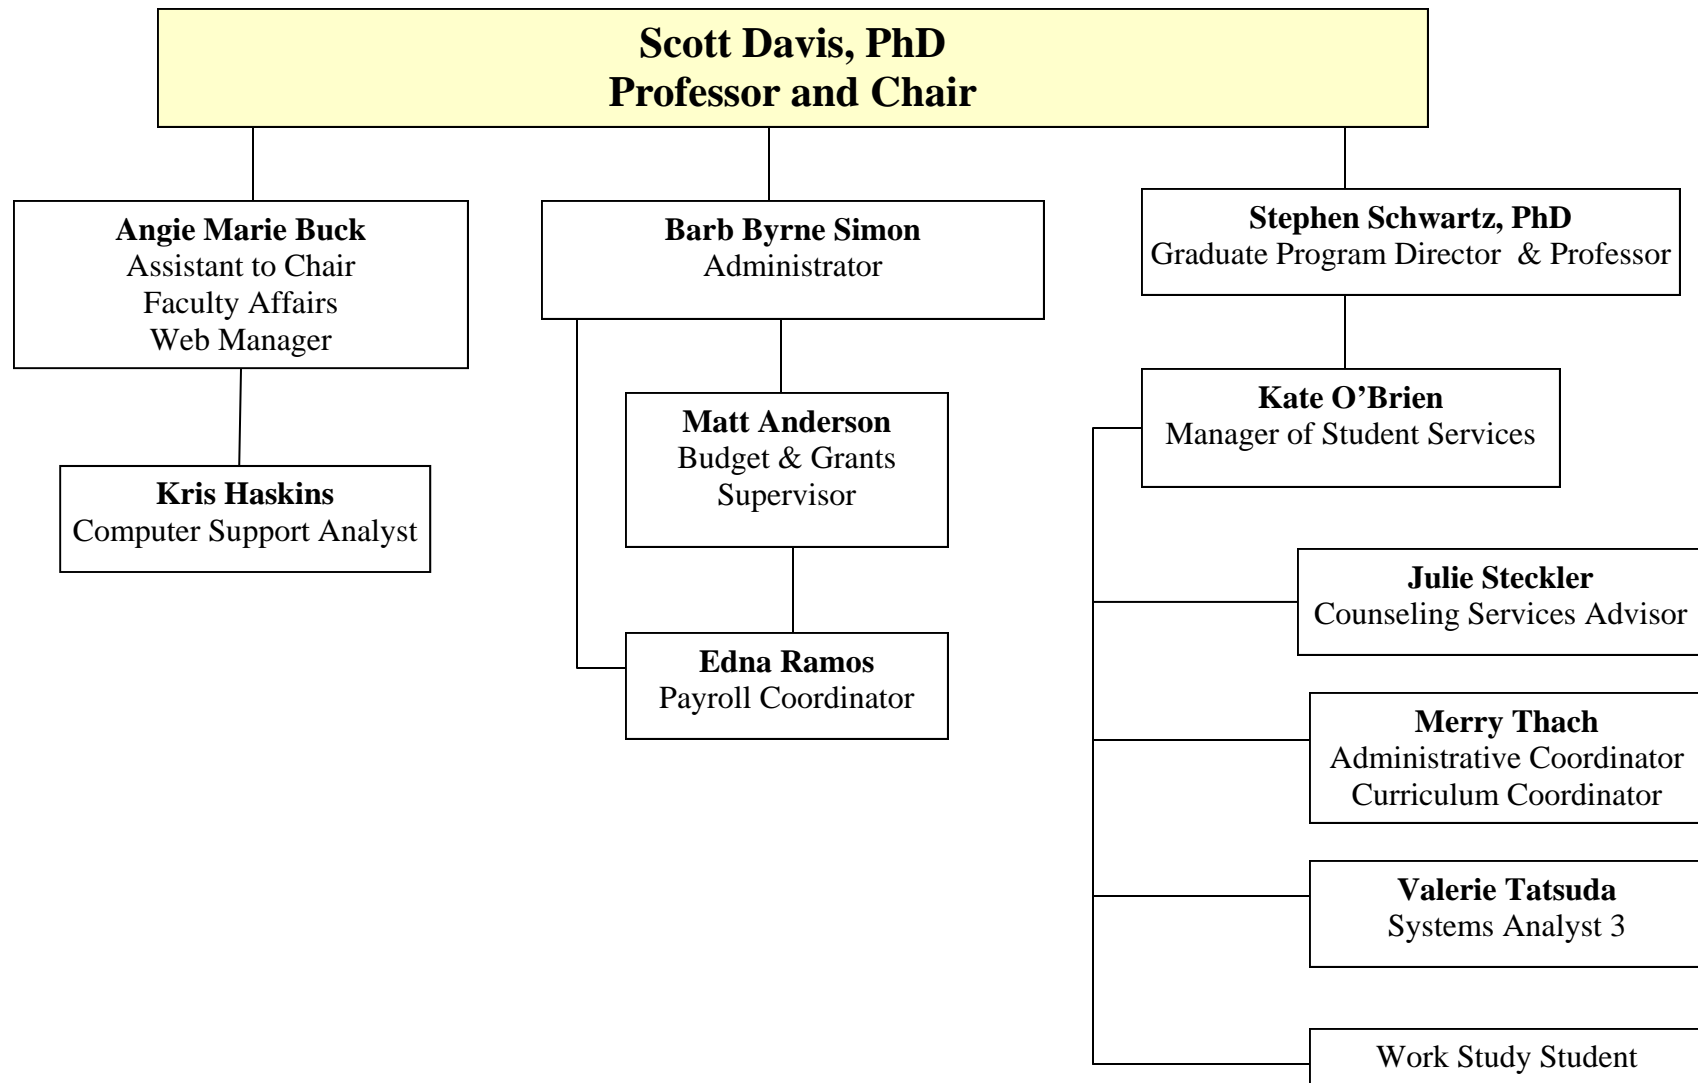 Scott Davis, PhD
Professor and Chair
Angie Marie Buck
Assistant to Chair
Faculty Affairs
Web Manager
Kris Haskins
Computer Support Analyst
Barb Byrne Simon
Administrator
Matt Anderson
Budget & Grants
Supervisor
Edna Ramos
Payroll Coordinator
Stephen Schwartz, PhD
Graduate Program Director & Professor
Kate O’Brien
Manager of Student Services
Julie Steckler
Counseling Services Advisor
Merry Thach
Administrative Coordinator
Curriculum Coordinator
Valerie Tatsuda
Systems Analyst 3
Work Study Student